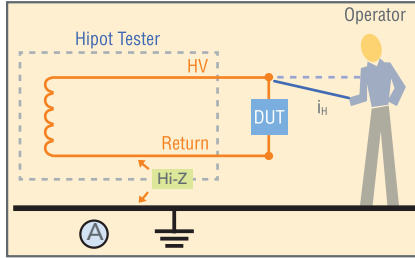 Operator
Hipot Tester
HV
DUT
iH
Return
Hi-Z
A